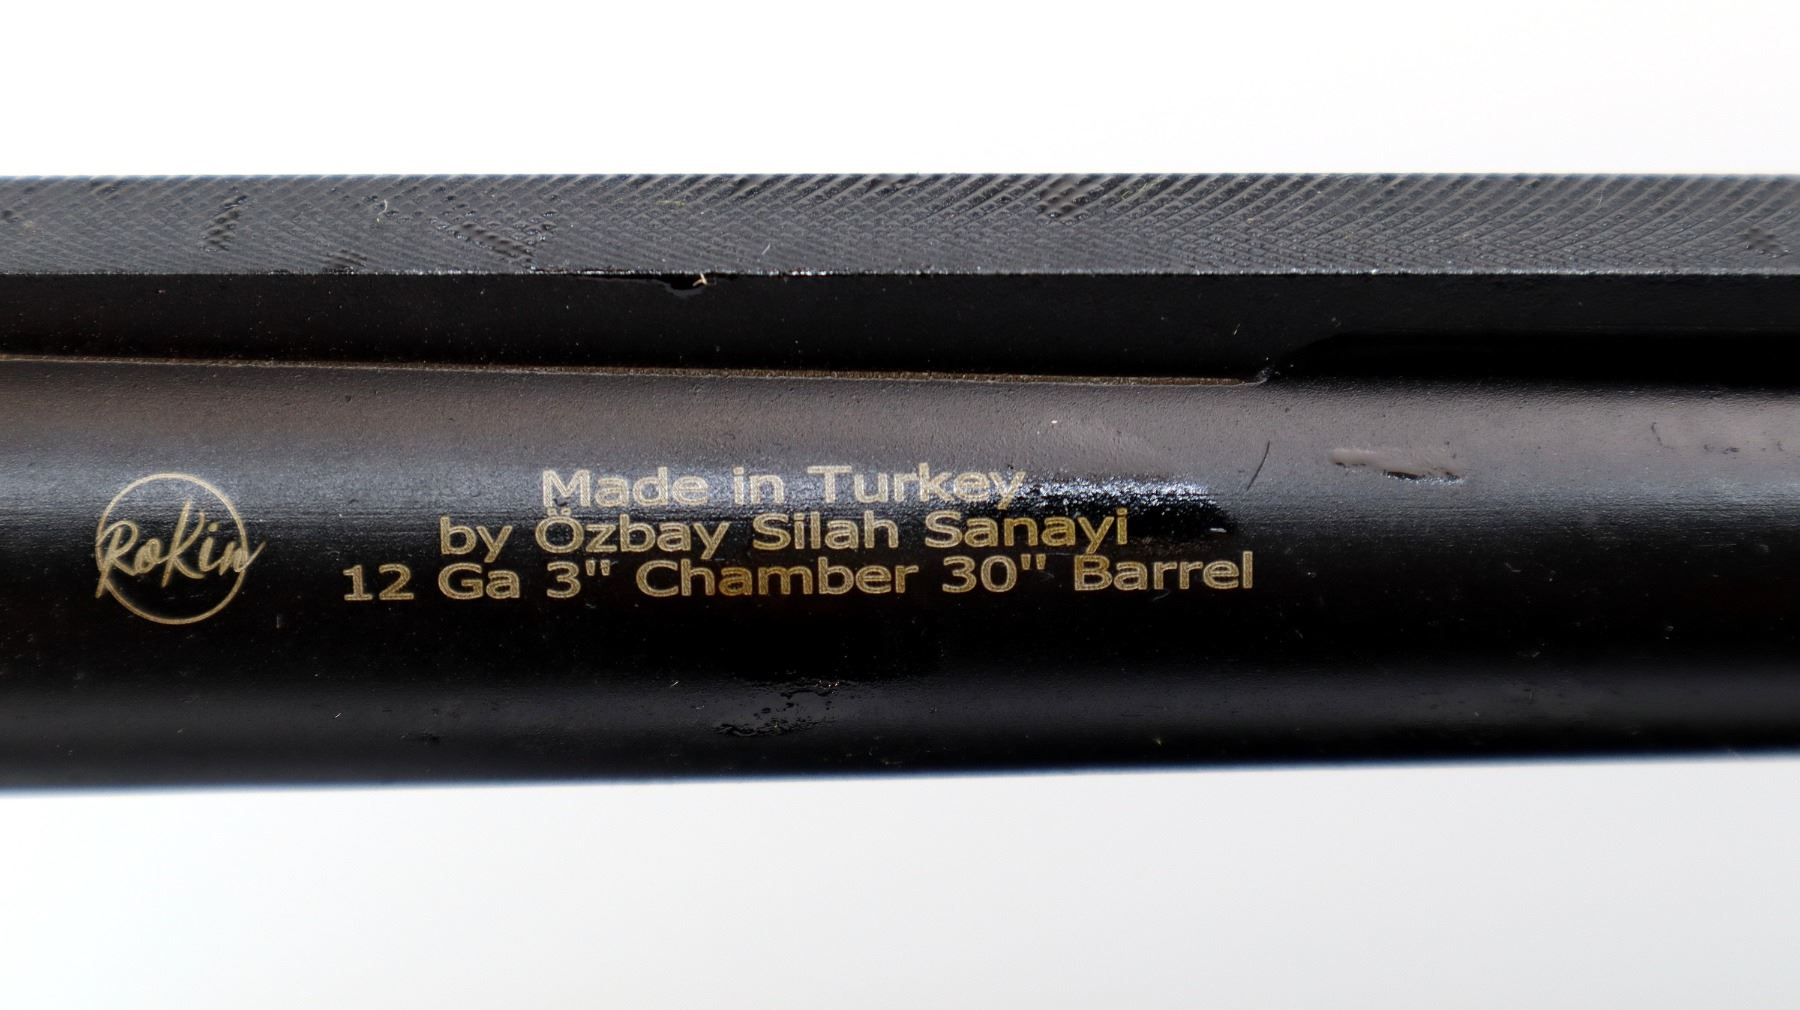 RoKin
Made in Turkey
by Özbay Silah Sanayi
12 Ga 3" Chamber 30" Barrel